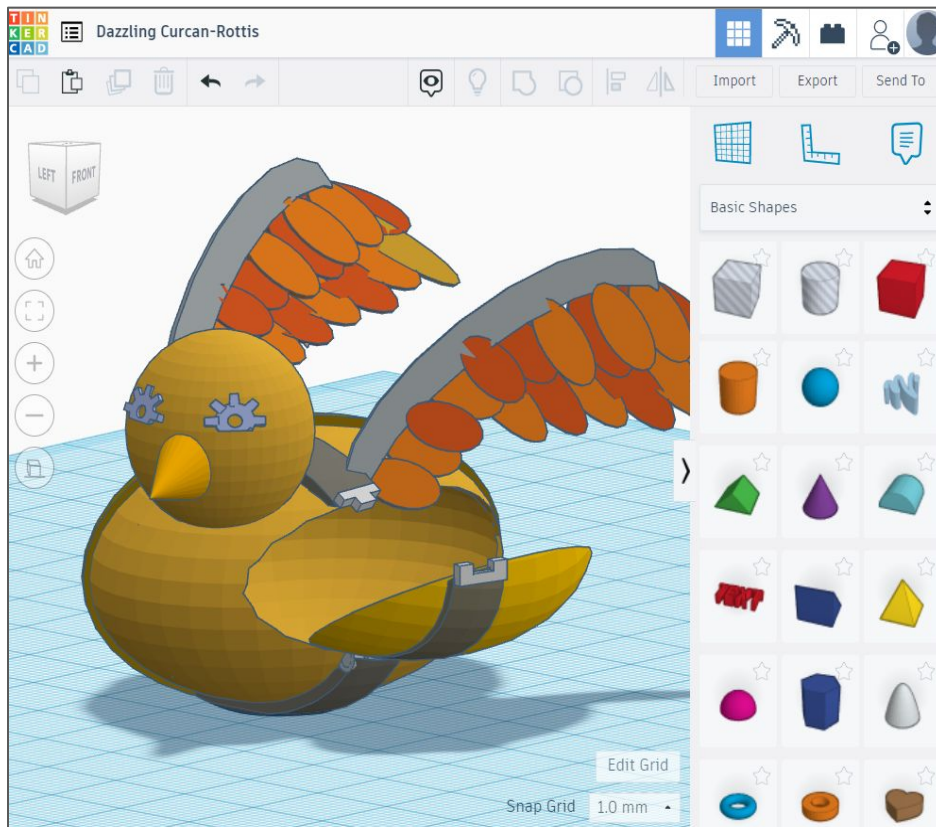 TIN
KER
CAD
Dazzling Curcan-Rottis
Import
Export
Send To
LEFT
FRONT
Basic Shapes
TEXT
Edit Grid
Snap Grid
1.0 mm